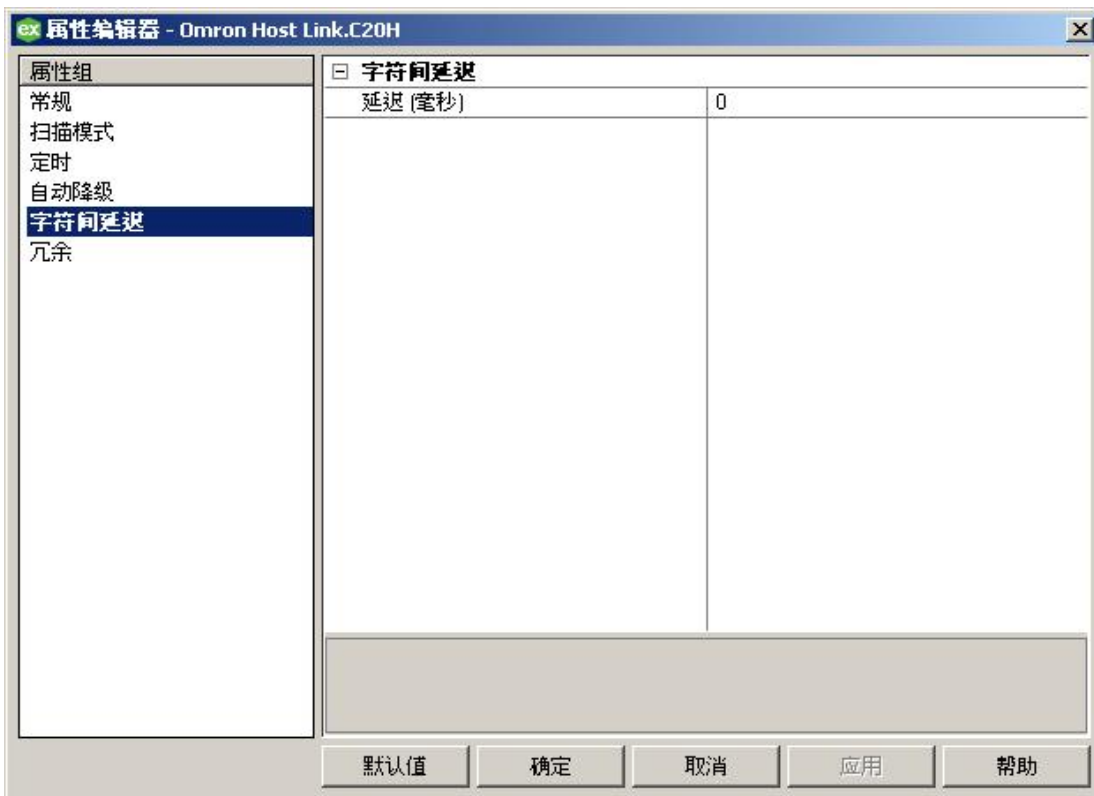 ex 属性编辑器 - Omron Host Link.C20H
属性组
常规
扫描模式
定时
自动降级
字符间延迟
冗余
字符间延迟
延迟 (毫秒) 0
默认值 确定 取消 应用 帮助